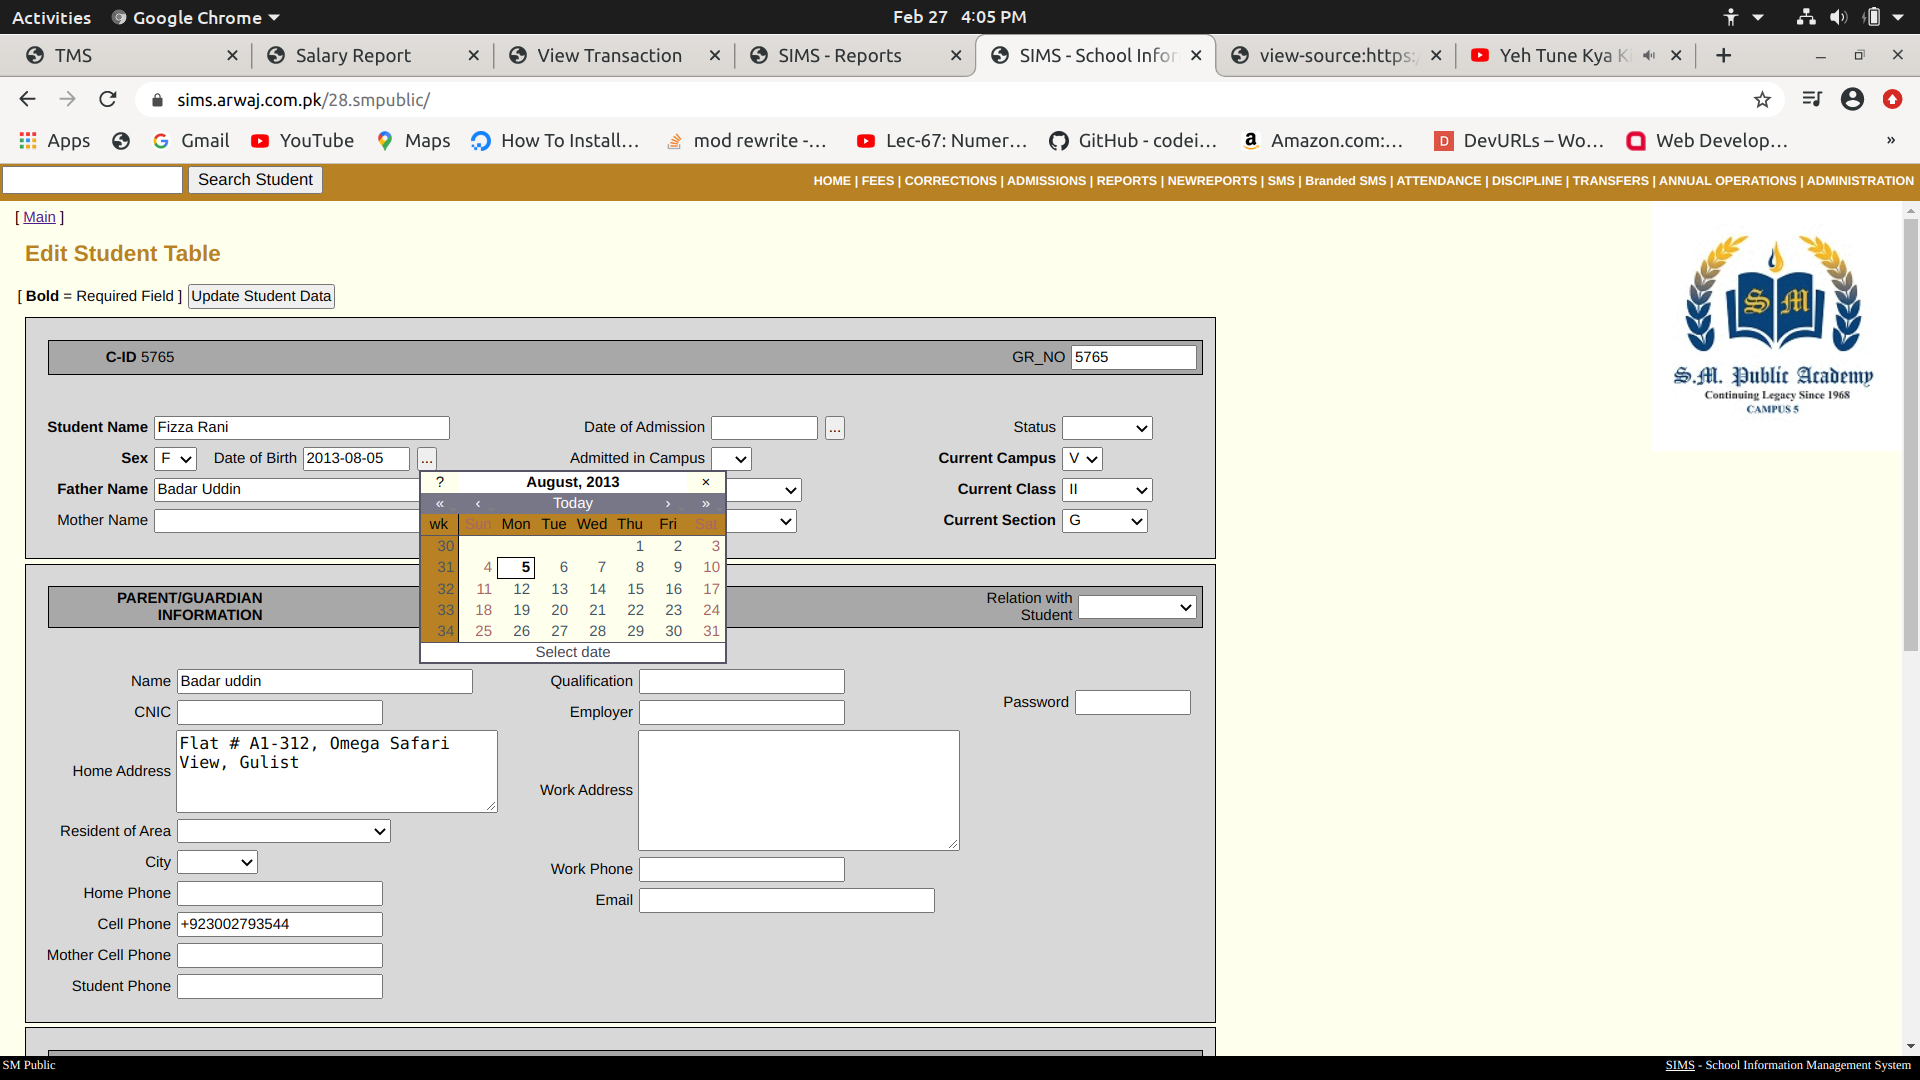 Activities Google Chrome Feb 27 4:05 PM
TMS Salary Report View Transaction SIMS - Reports SIMS - School Infor view-source:https:/ Yeh Tune Kya Ki
sims.arwaj.com.pk/28.smpublic/
Apps Gmail YouTube Maps How To Install… mod rewrite -… Lec-67: Numer… GitHub - codei… Amazon.com:… DevURLs – Wo… Web Develop… »
Search Student HOME | FEES | CORRECTIONS | ADMISSIONS | REPORTS | NEWREPORTS | SMS | Branded SMS | ATTENDANCE | DISCIPLINE | TRANSFERS | ANNUAL OPERATIONS | ADMINISTRATION
[ Main ]
Edit Student Table
[ Bold = Required Field ] Update Student Data
S M
S.M. Public Academy
Continuing Legacy Since 1968
CAMPUS 5
C-ID 5765 GR_NO 5765
Student Name Fizza Rani Date of Admission ... Status
Sex F Date of Birth 2013-08-05 ... Admitted in Campus Current Campus V
Father Name Badar Uddin Current Class II
Mother Name Current Section G
? August, 2013 ×
« ‹ Today › »
wk Sun Mon Tue Wed Thu Fri Sat
30 1 2 3
31 4 5 6 7 8 9 10
32 11 12 13 14 15 16 17
33 18 19 20 21 22 23 24
34 25 26 27 28 29 30 31
Select date
PARENT/GUARDIAN INFORMATION Relation with Student
Name Badar uddin Qualification
CNIC Employer Password
Home Address Flat # A1-312, Omega Safari
View, Gulist
Work Address
Resident of Area
City Work Phone
Home Phone Email
Cell Phone +923002793544
Mother Cell Phone
Student Phone
SM Public SIMS - School Information Management System